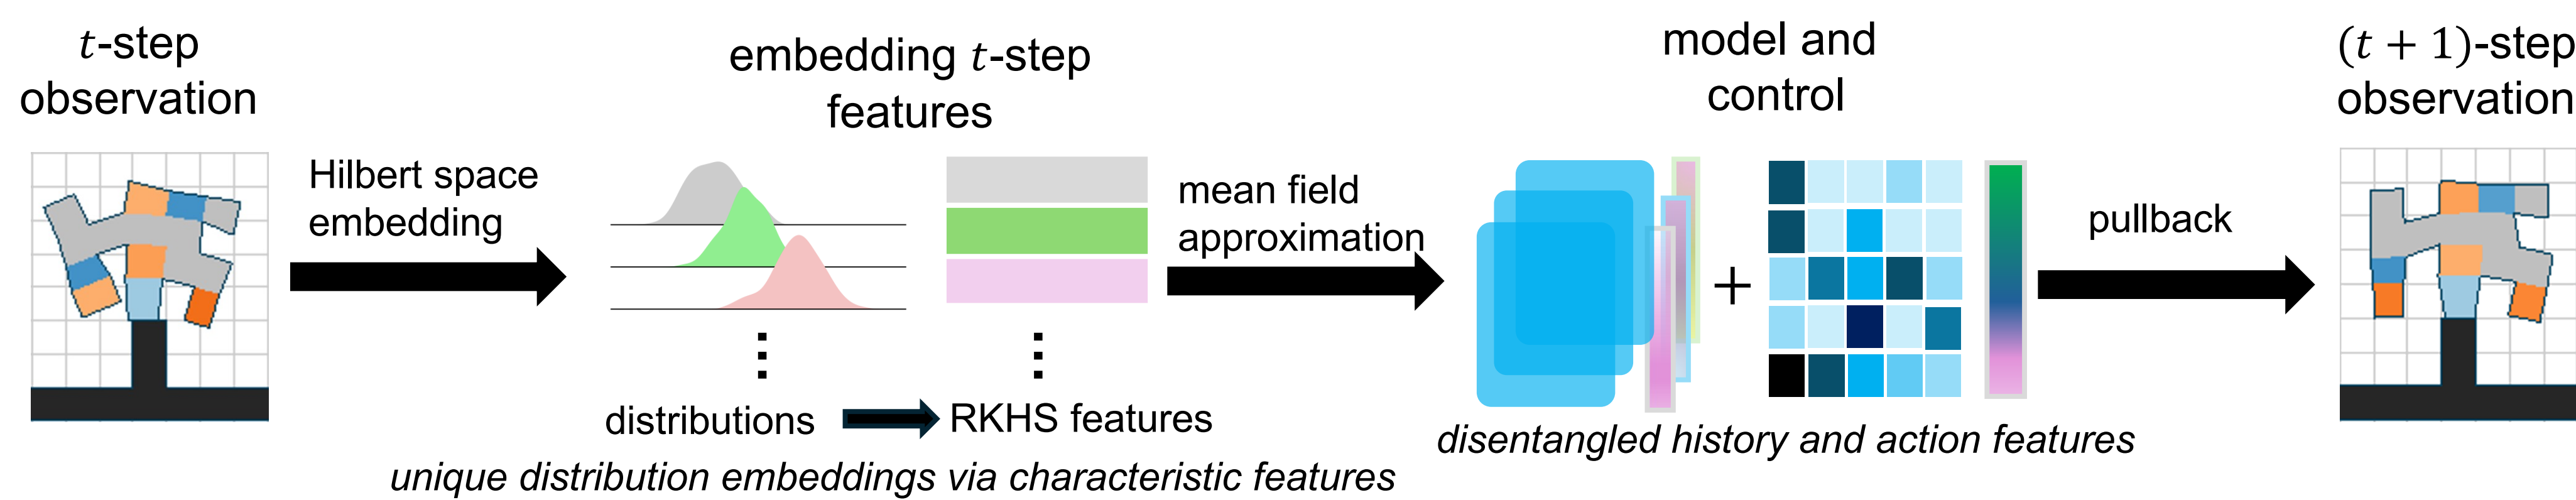 t-step
observation
Hilbert space
embedding
embedding t-step
features
distributions
RKHS features
unique distribution embeddings via characteristic features
mean field
approximation
model and
control
+
disentangled history and action features
pullback
(t + 1)-step
observation